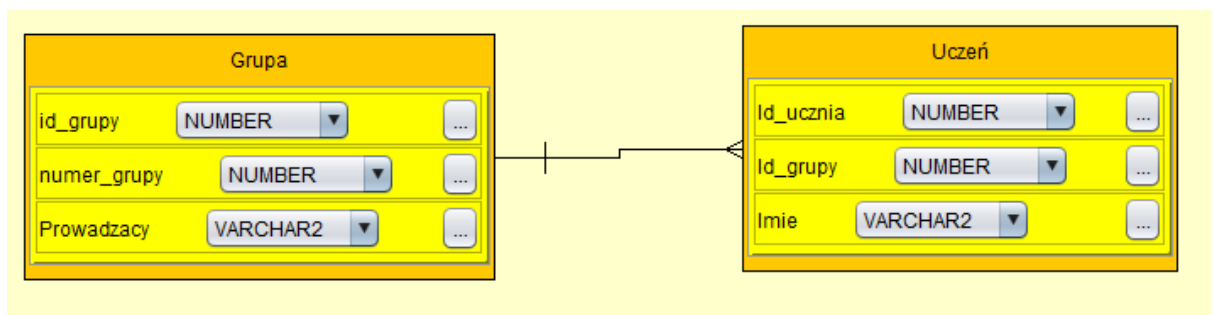 Grupa
id_grupy NUMBER ...
numer_grupy NUMBER ...
Prowadzacy VARCHAR2 ...
Uczeń
Id_ucznia NUMBER ...
Id_grupy NUMBER ...
Imie VARCHAR2 ...